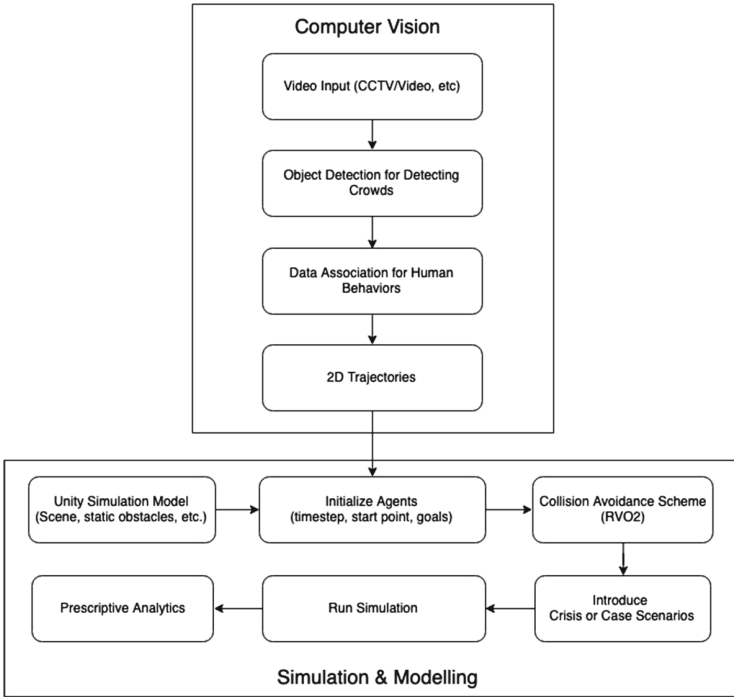 Computer Vision
Video Input (CCTV/Video, etc)
Object Detection for Detecting
Crowds
Data Association for Human
Behaviors
2D Trajectories
Unity Simulation Model
(Scene, static obstacles, etc.)
Initialize Agents
(timestep, start point, goals)
Collision Avoidance Scheme
(RVO2)
Introduce
Crisis or Case Scenarios
Run Simulation
Prescriptive Analytics
Simulation & Modelling